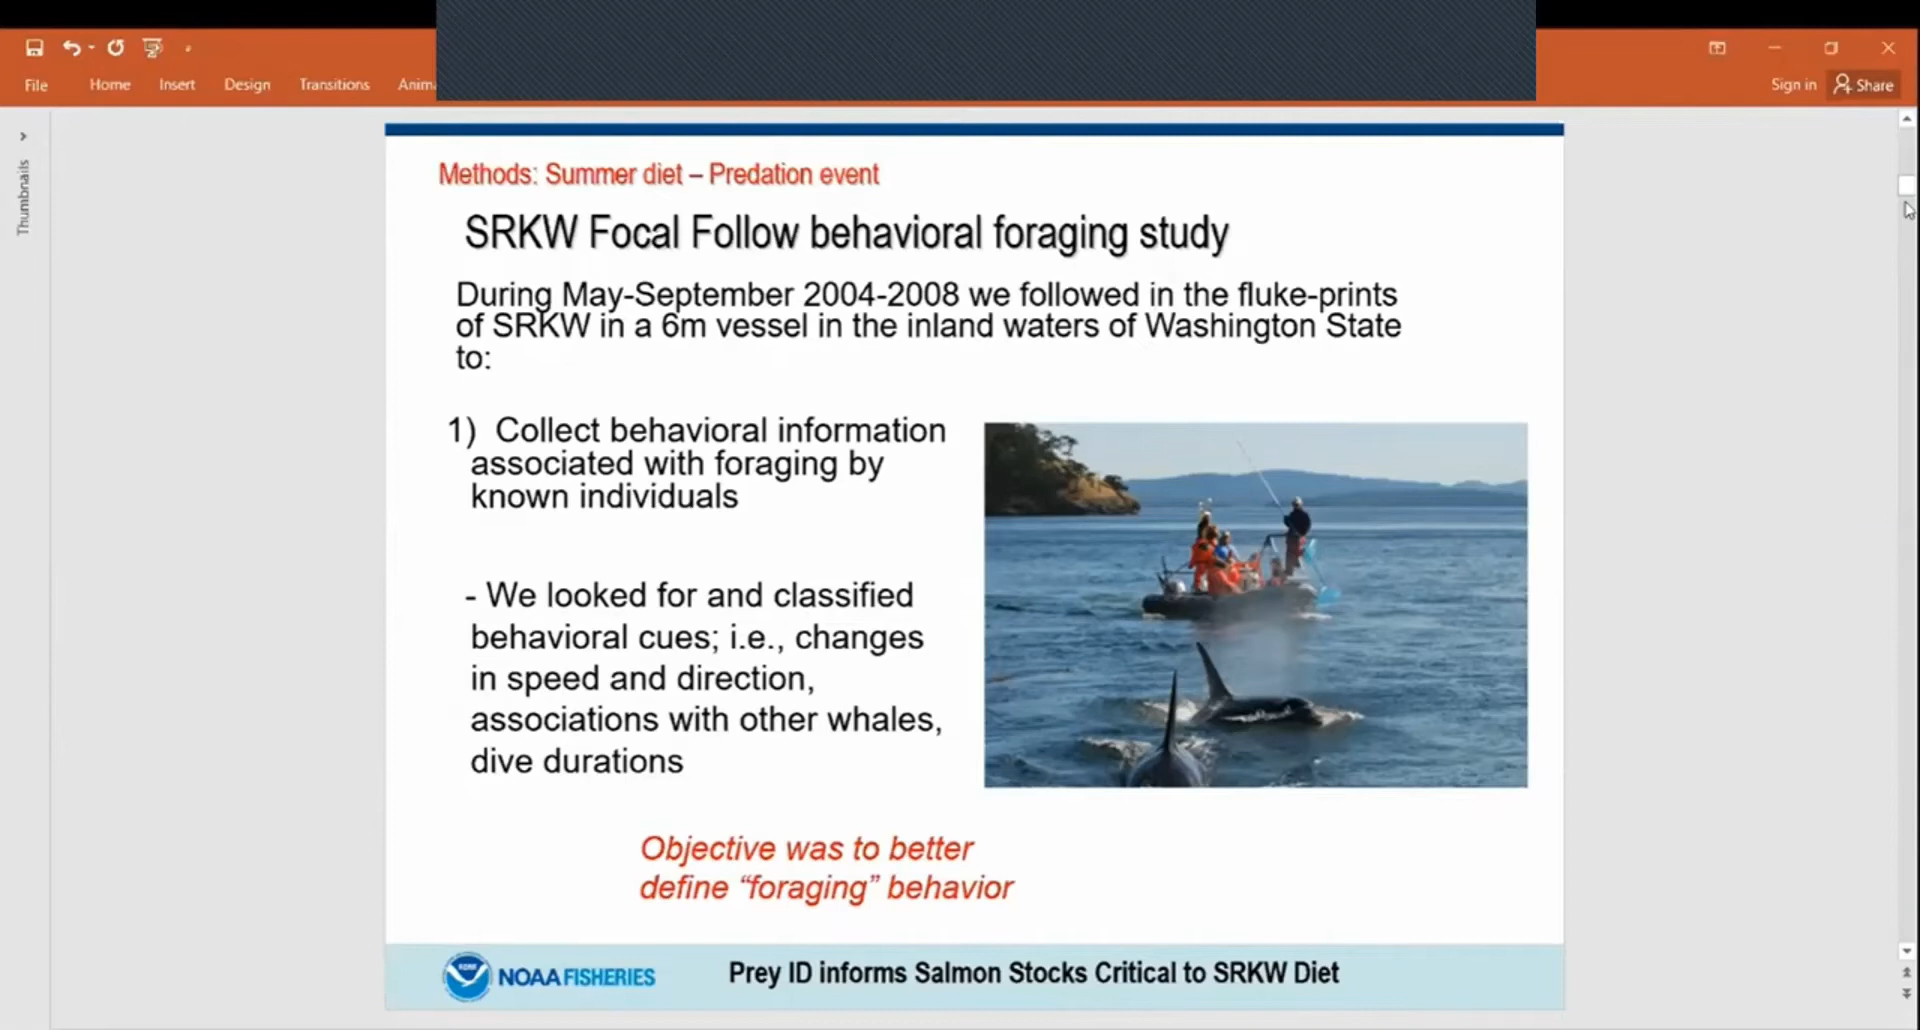 File Home Insert Design Transitions Anim
Sign in Share
Thumbnails
Methods: Summer diet – Predation event
SRKW Focal Follow behavioral foraging study
During May-September 2004-2008 we followed in the fluke-prints
of SRKW in a 6m vessel in the inland waters of Washington State
to:
1) Collect behavioral information
associated with foraging by
known individuals
- We looked for and classified
behavioral cues; i.e., changes
in speed and direction,
associations with other whales,
dive durations
Objective was to better
define “foraging” behavior
NOAA FISHERIES
Prey ID informs Salmon Stocks Critical to SRKW Diet